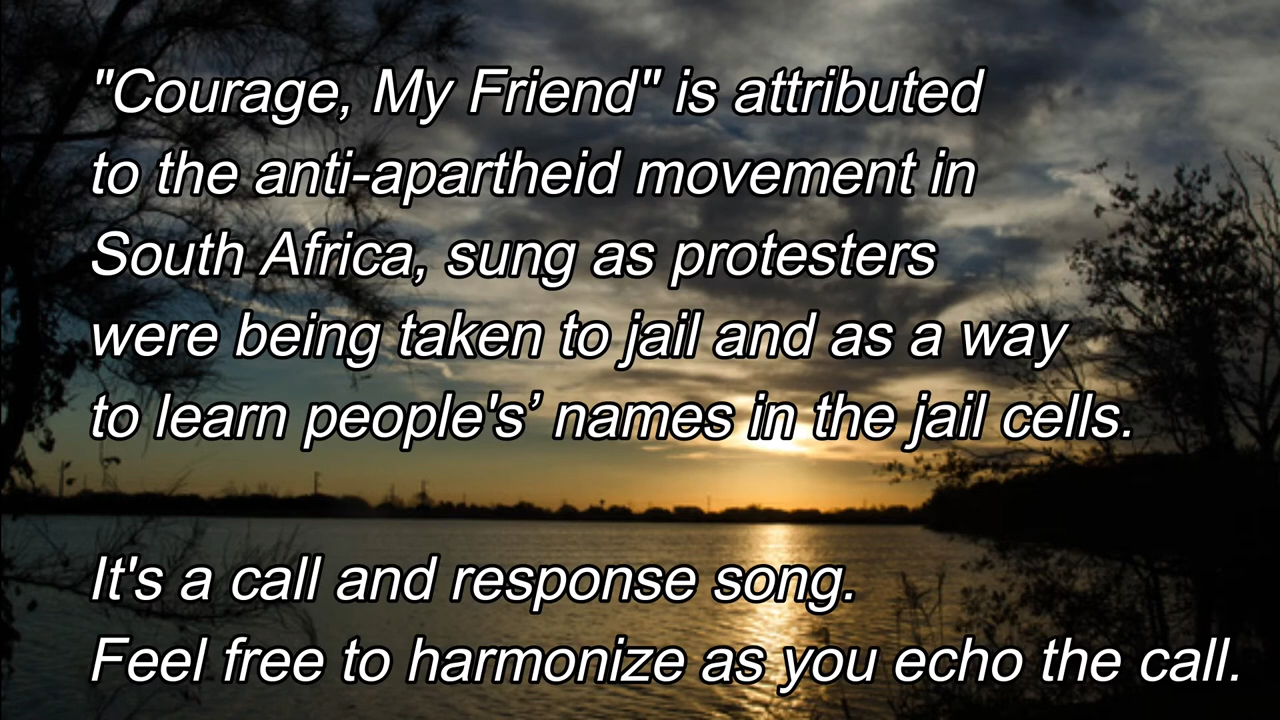 "Courage, My Friend" is attributed
to the anti-apartheid movement in
South Africa, sung as protesters
were being taken to jail and as a way
to learn people's’ names in the jail cells.
It's a call and response song.
Feel free to harmonize as you echo the call.